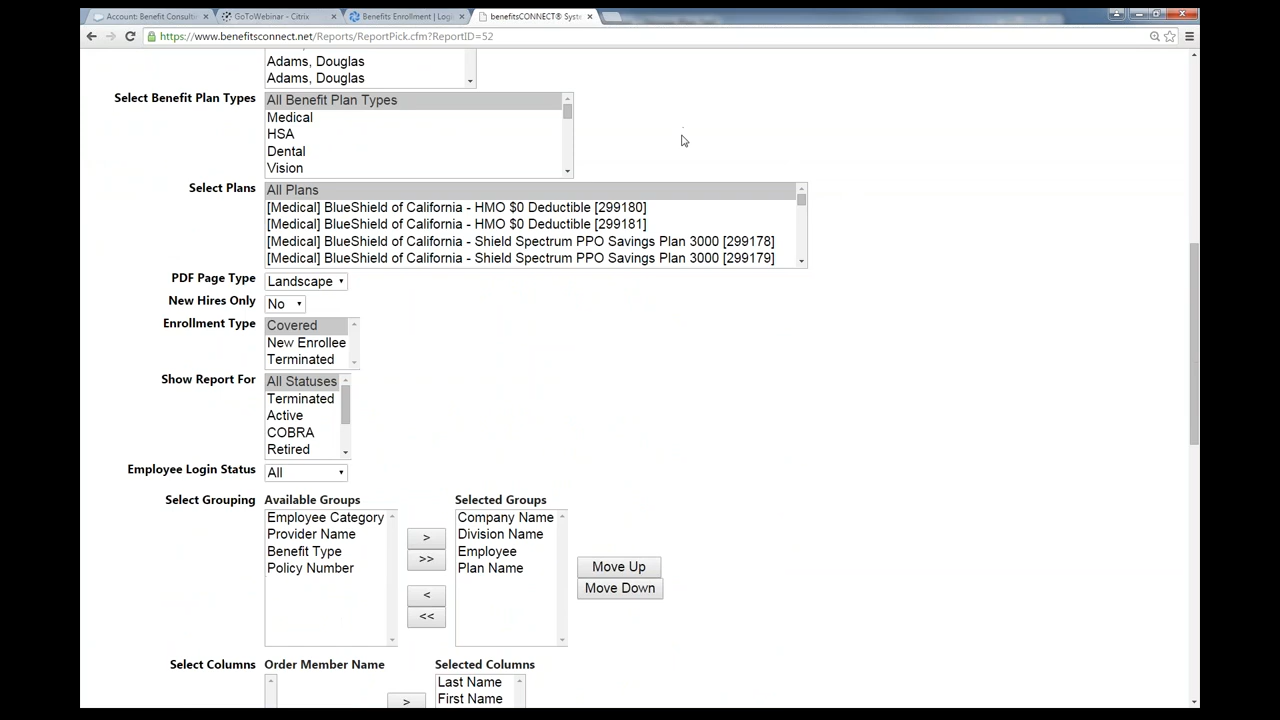 Account: Benefit Consulti
GoToWebinar - Citrix
Benefits Enrollment | Logi
benefitsCONNECT® Syste
https://www.benefitsconnect.net/Reports/ReportPick.cfm?ReportID=52
Adams, Douglas
Adams, Douglas
Select Benefit Plan Types
All Benefit Plan Types
Medical
HSA
Dental
Vision
Select Plans
All Plans
[Medical] BlueShield of California - HMO $0 Deductible [299180]
[Medical] BlueShield of California - HMO $0 Deductible [299181]
[Medical] BlueShield of California - Shield Spectrum PPO Savings Plan 3000 [299178]
[Medical] BlueShield of California - Shield Spectrum PPO Savings Plan 3000 [299179]
PDF Page Type
Landscape
New Hires Only
No
Enrollment Type
Covered
New Enrollee
Terminated
Show Report For
All Statuses
Terminated
Active
COBRA
Retired
Employee Login Status
All
Select Grouping
Available Groups
Selected Groups
Employee Category
Provider Name
Benefit Type
Policy Number
>
>>
<
<<
Company Name
Division Name
Employee
Plan Name
Move Up
Move Down
Select Columns
Order Member Name
Selected Columns
>
Last Name
First Name